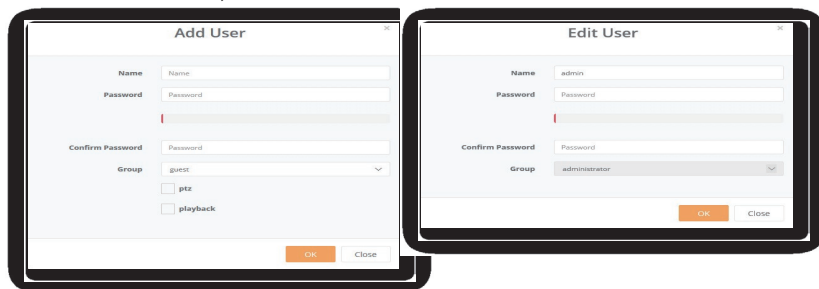 Add User
×
Name
Name
Password
Password
Confirm Password
Password
Group
guest
ptz
playback
OK
Close
Edit User
×
Name
admin
Password
Password
Confirm Password
Password
Group
administrator
OK
Close